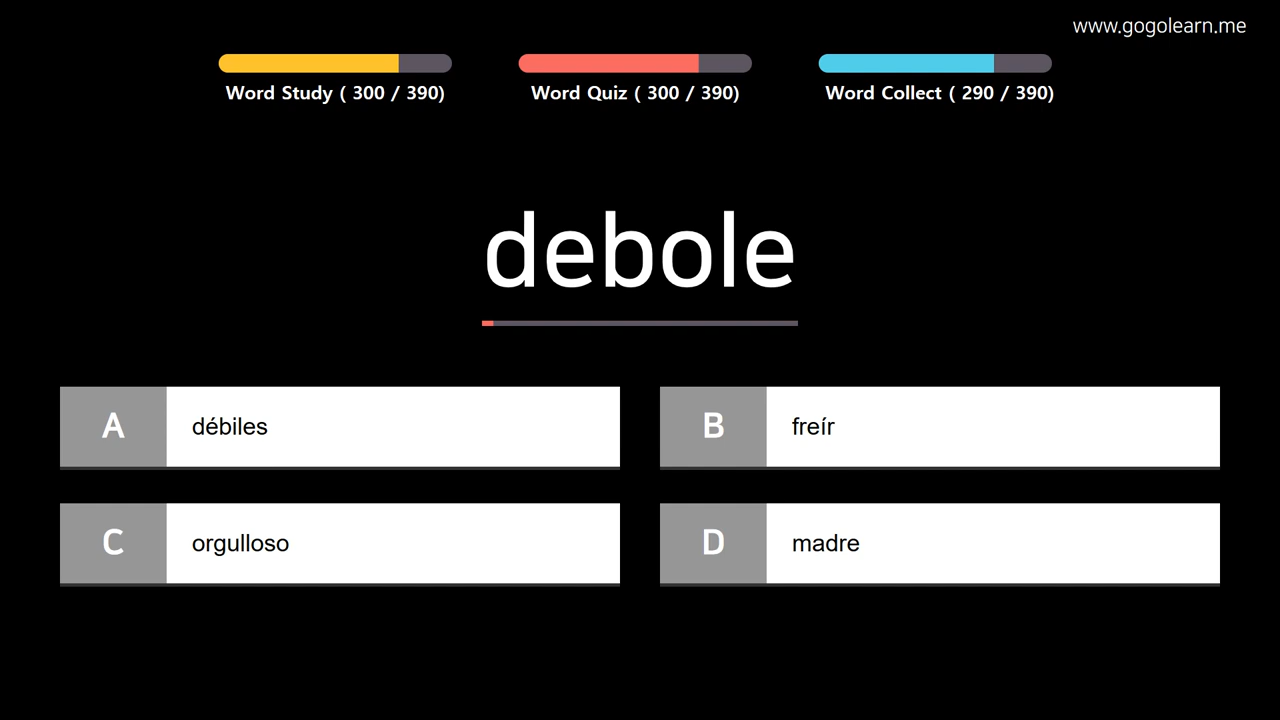 www.gogolearn.me
Word Study ( 300 / 390)
Word Quiz ( 300 / 390)
Word Collect ( 290 / 390)
debole
A
débiles
B
freír
C
orgulloso
D
madre